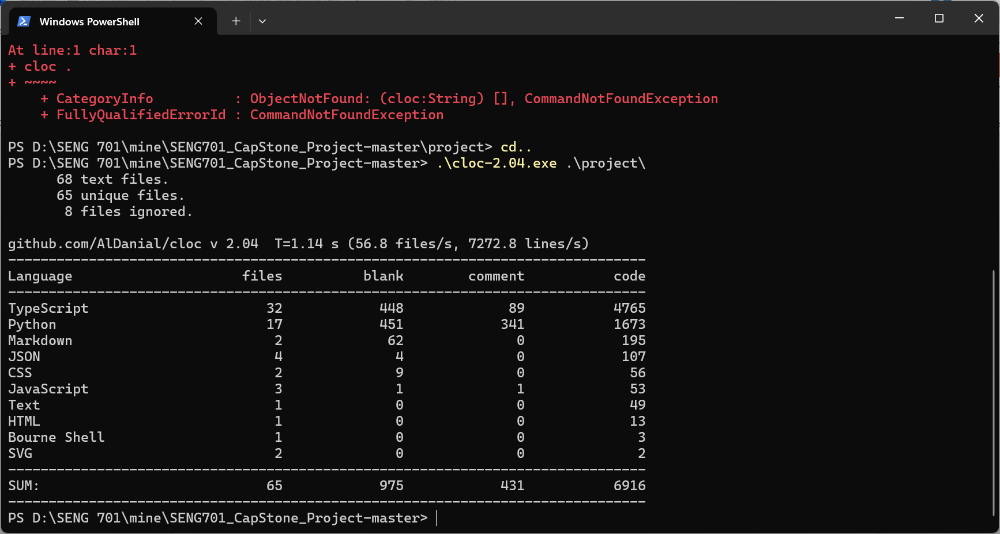 Windows PowerShell
At line:1 char:1
+ cloc .
+ ~~~~
    + CategoryInfo          : ObjectNotFound: (cloc:String) [], CommandNotFoundException
    + FullyQualifiedErrorId : CommandNotFoundException
PS D:\SENG 701\mine\SENG701_CapStone_Project-master\project> cd..
PS D:\SENG 701\mine\SENG701_CapStone_Project-master> .\cloc-2.04.exe .\project\
      68 text files.
      65 unique files.
       8 files ignored.
github.com/AlDanial/cloc v 2.04  T=1.14 s (56.8 files/s, 7272.8 lines/s)
-------------------------------------------------------------------------------
Language                     files          blank        comment           code
-------------------------------------------------------------------------------
TypeScript                      32            448             89           4765
Python                          17            451            341           1673
Markdown                         2             62              0            195
JSON                             4              4              0            107
CSS                              2              9              0             56
JavaScript                       3              1              1             53
Text                             1              0              0             49
HTML                             1              0              0             13
Bourne Shell                     1              0              0              3
SVG                              2              0              0              2
-------------------------------------------------------------------------------
SUM:                            65            975            431           6916
-------------------------------------------------------------------------------
PS D:\SENG 701\mine\SENG701_CapStone_Project-master>